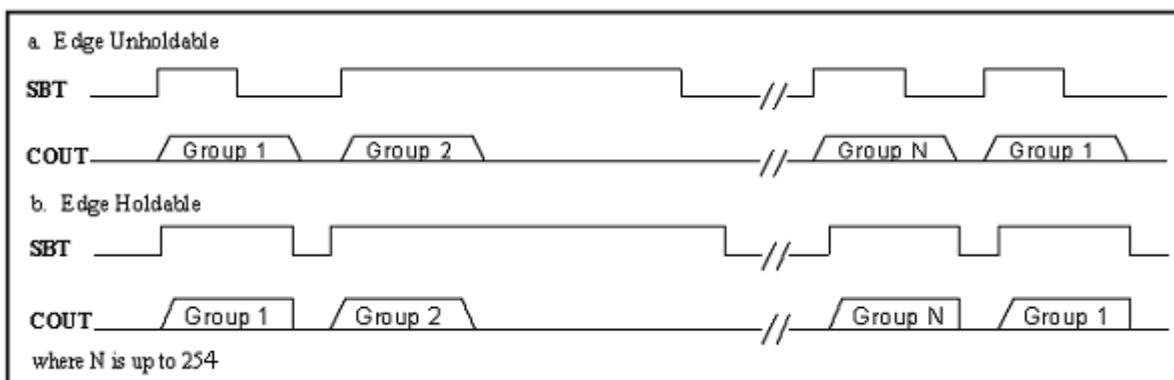 a. Edge Unholdable
SBT
COUT Group 1 Group 2 // Group N Group 1
b. Edge Holdable
SBT
COUT Group 1 Group 2 Group N Group 1
where N is up to 254